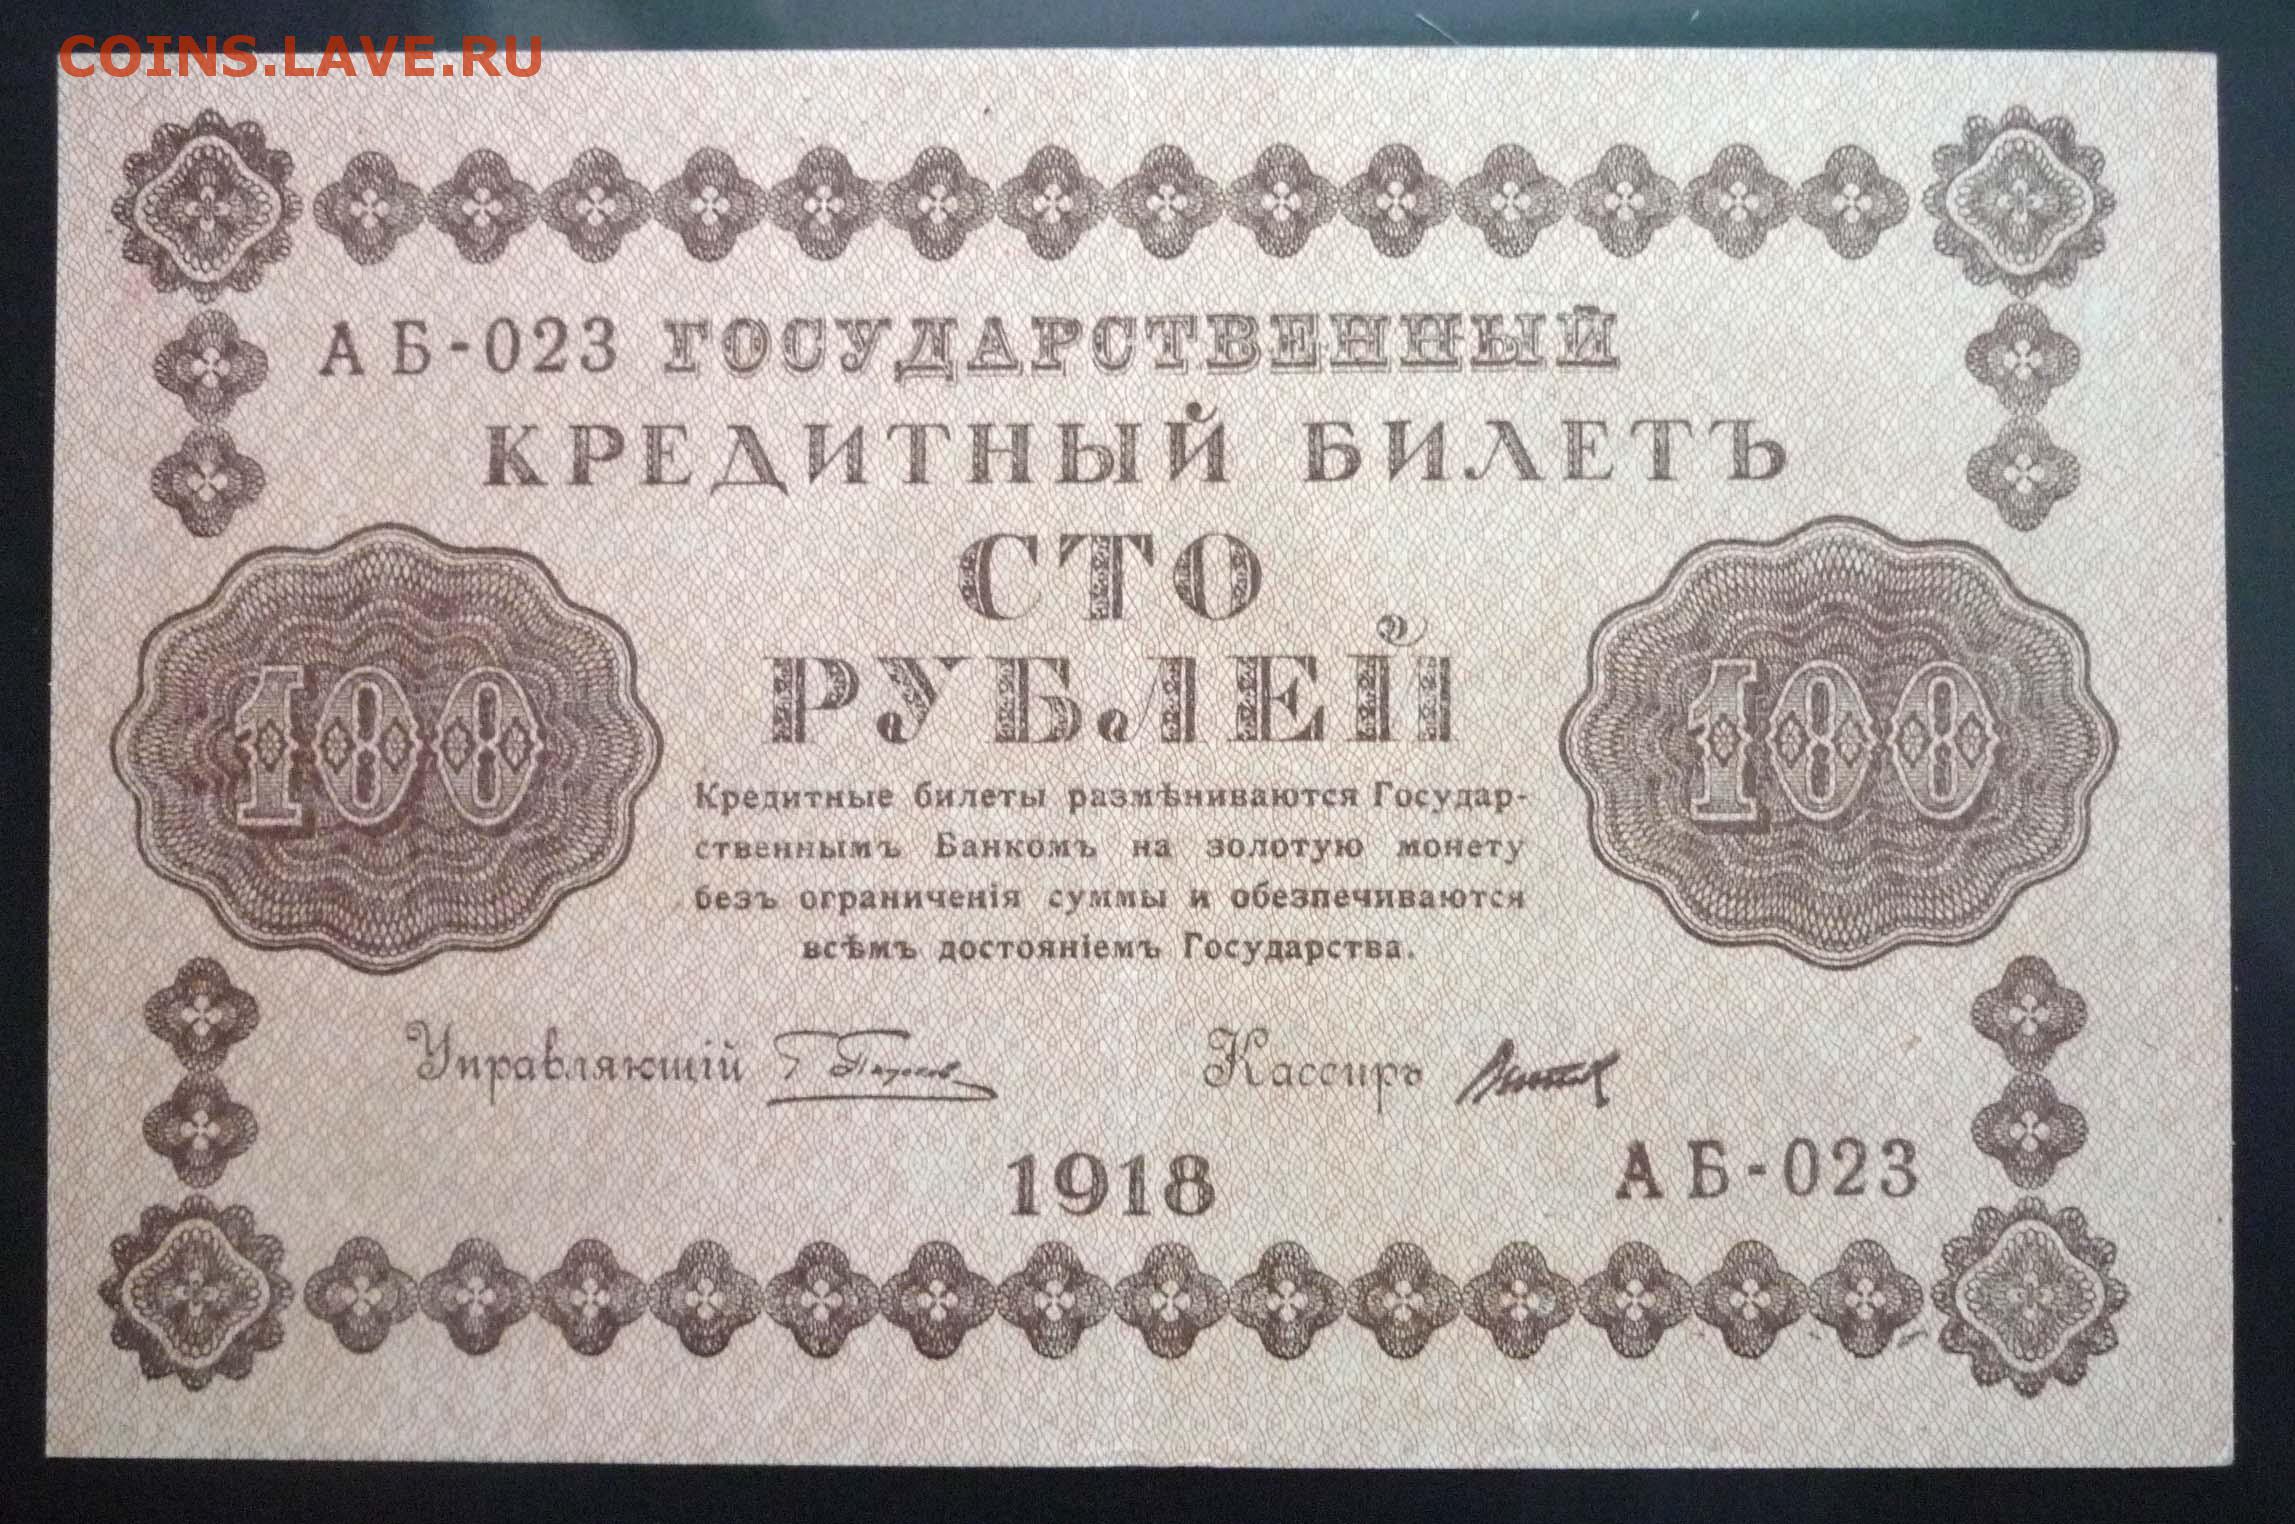 COINS.LAVE.RU
АБ-023 ГОСУДАРСТВЕННЫЙ
КРЕДИТНЫЙ БИЛЕТЪ
СТО
РУБЛЕЙ
100
100
Кредитные билеты размѣниваются Государ-
ственнымъ Банкомъ на золотую монету
безъ ограниченія суммы и обезпечиваются
всѣмъ достояніемъ Государства.
Управляющій
Кассиръ
1918
АБ-023